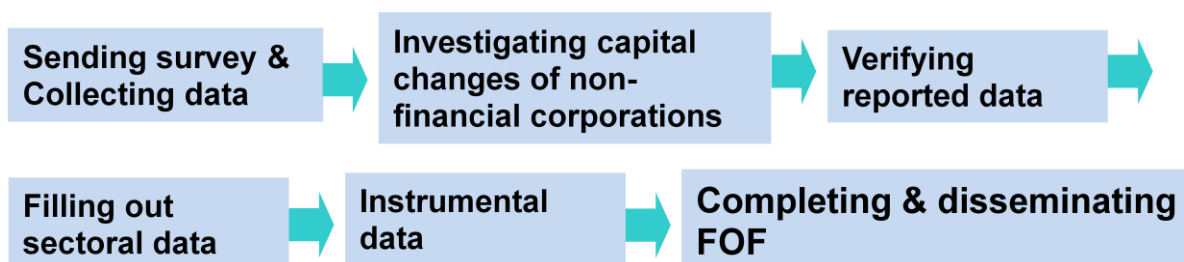 Sending survey &
Collecting data
Investigating capital
changes of non-
financial corporations
Verifying
reported data
Filling out
sectoral data
Instrumental
data
Completing & disseminating
FOF